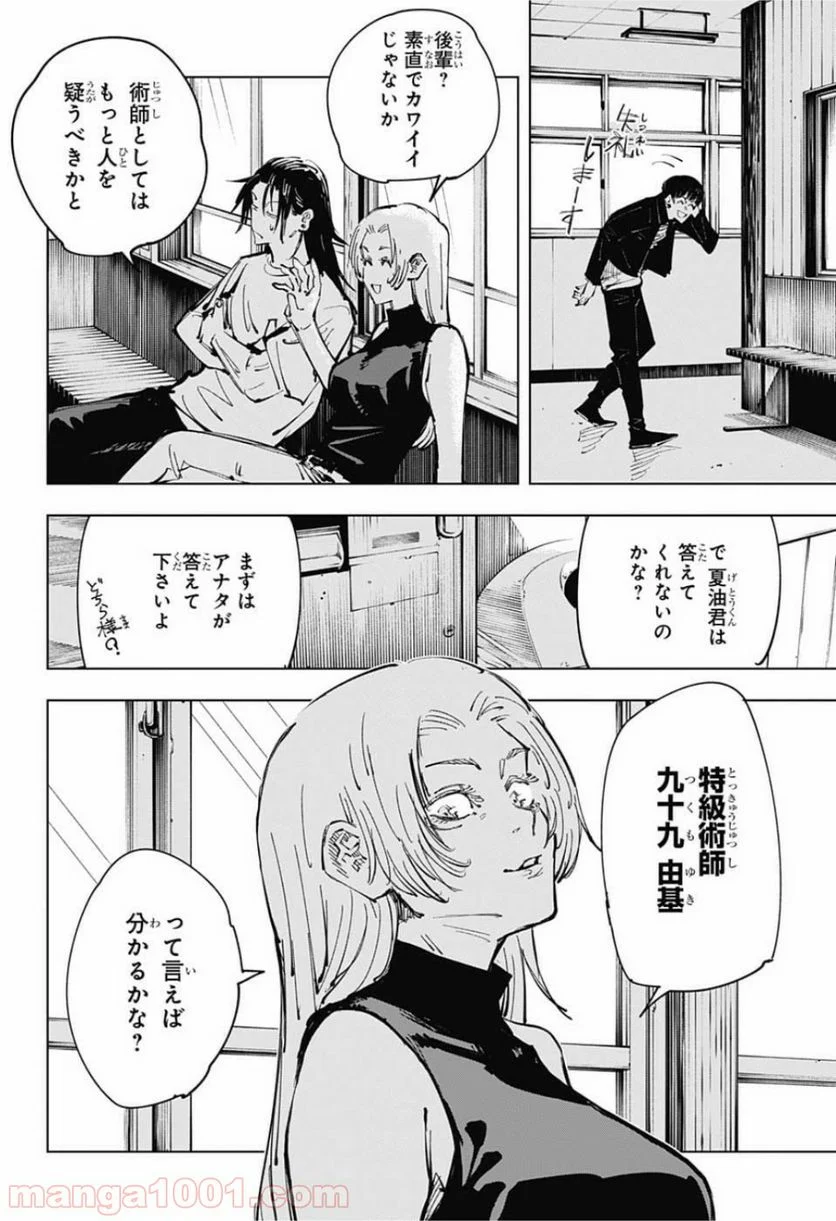 失礼
しまーす
後輩？
素直でカワイイ
じゃないか
術師としては
もっと人を
疑うべきかと
で 夏油君は
答えて
くれないの
かな？
まずは
アナタが
答えて
下さいよ
どちら様？
特級術師
九十九 由基
って言えば
分かるかな？
manga1001.com